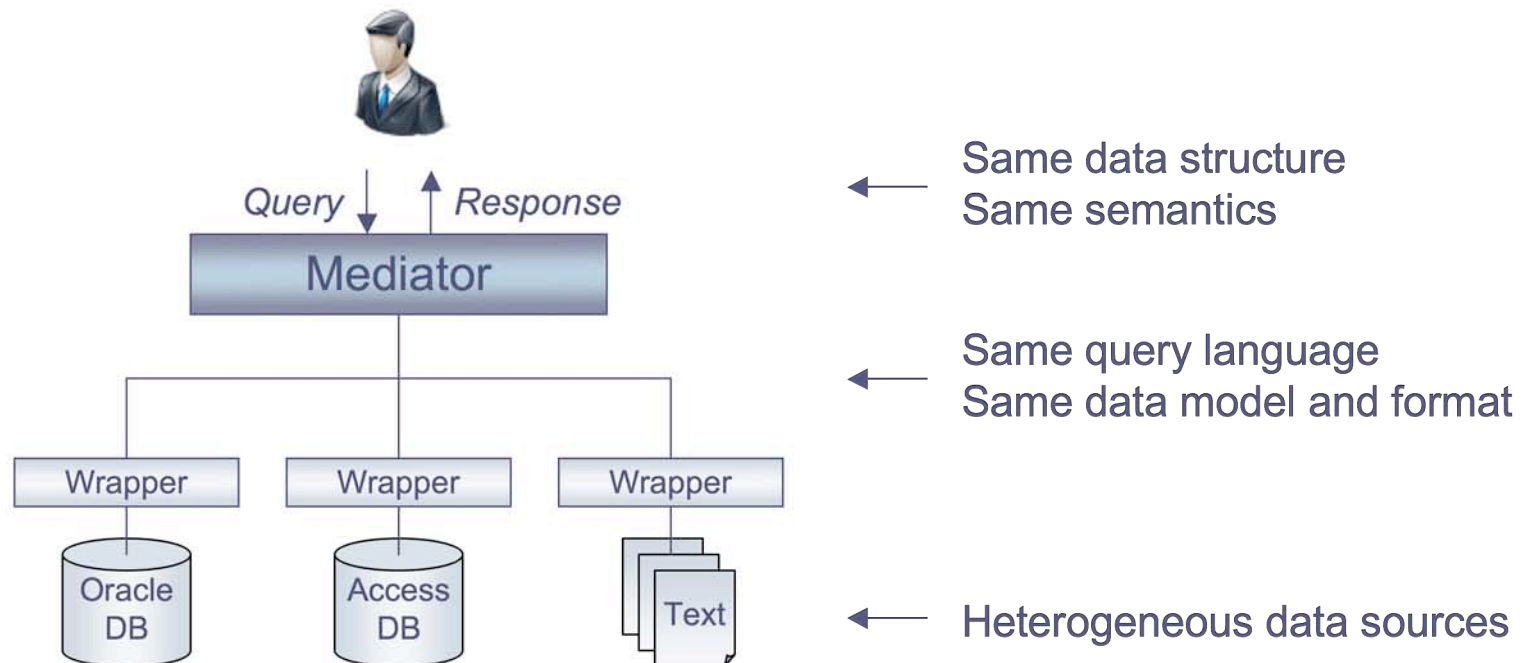 Query
Response
Same data structure
Same semantics
Mediator
Same query language
Same data model and format
Wrapper
Wrapper
Wrapper
Oracle
DB
Access
DB
Text
Heterogeneous data sources